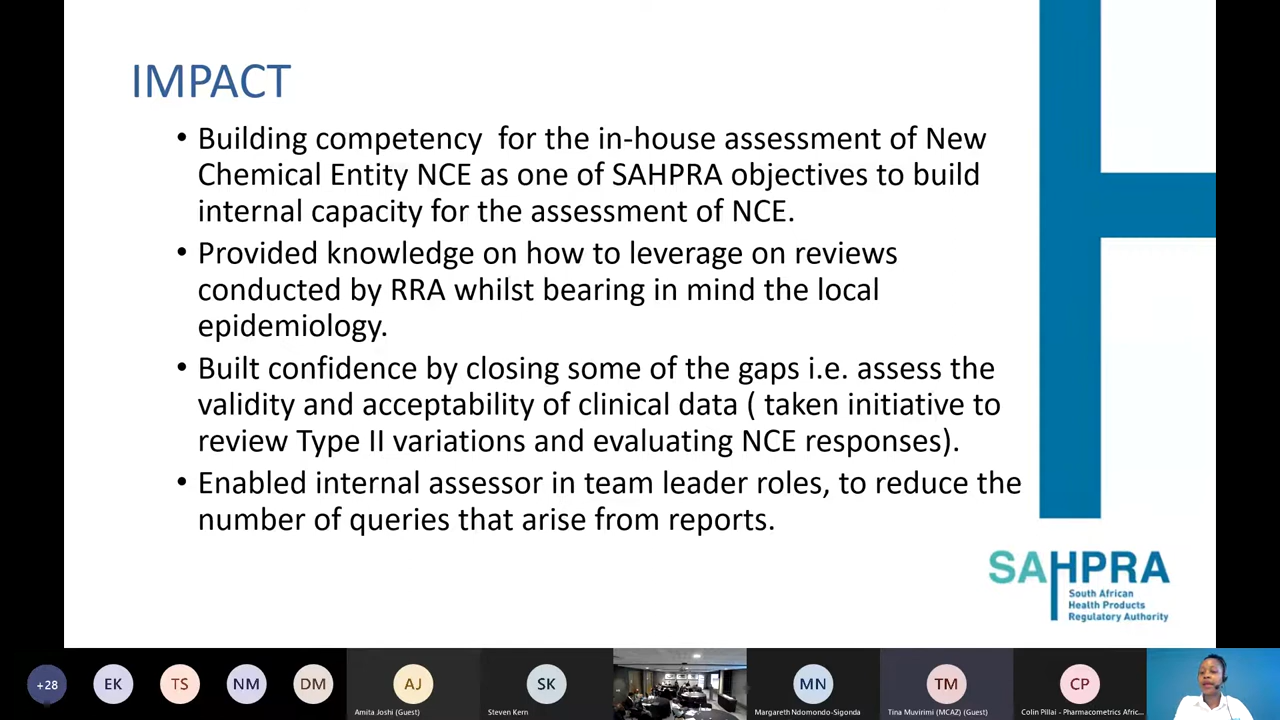 IMPACT
• Building competency  for the in-house assessment of New
Chemical Entity NCE as one of SAHPRA objectives to build
internal capacity for the assessment of NCE.
• Provided knowledge on how to leverage on reviews
conducted by RRA whilst bearing in mind the local
epidemiology.
• Built confidence by closing some of the gaps i.e. assess the
validity and acceptability of clinical data ( taken initiative to
review Type II variations and evaluating NCE responses).
• Enabled internal assessor in team leader roles, to reduce the
number of queries that arise from reports.
SAHPRA
South African
Health Products
Regulatory Authority
+28
EK
TS
NM
DM
AJ
SK
MN
TM
CP
Amita Joshi (Guest)
Steven Kern
Margareth Ndomondo-Sigonda
Tina Muvirimi (MCAZ) (Guest)
Colin Pillai - Pharmacometrics Afric...